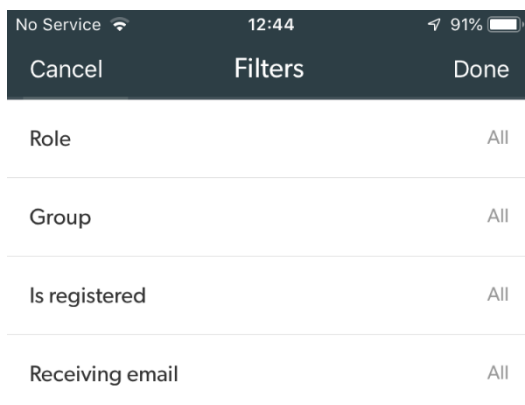 No Service 12:44 91%
Cancel Filters Done
Role All
Group All
Is registered All
Receiving email All